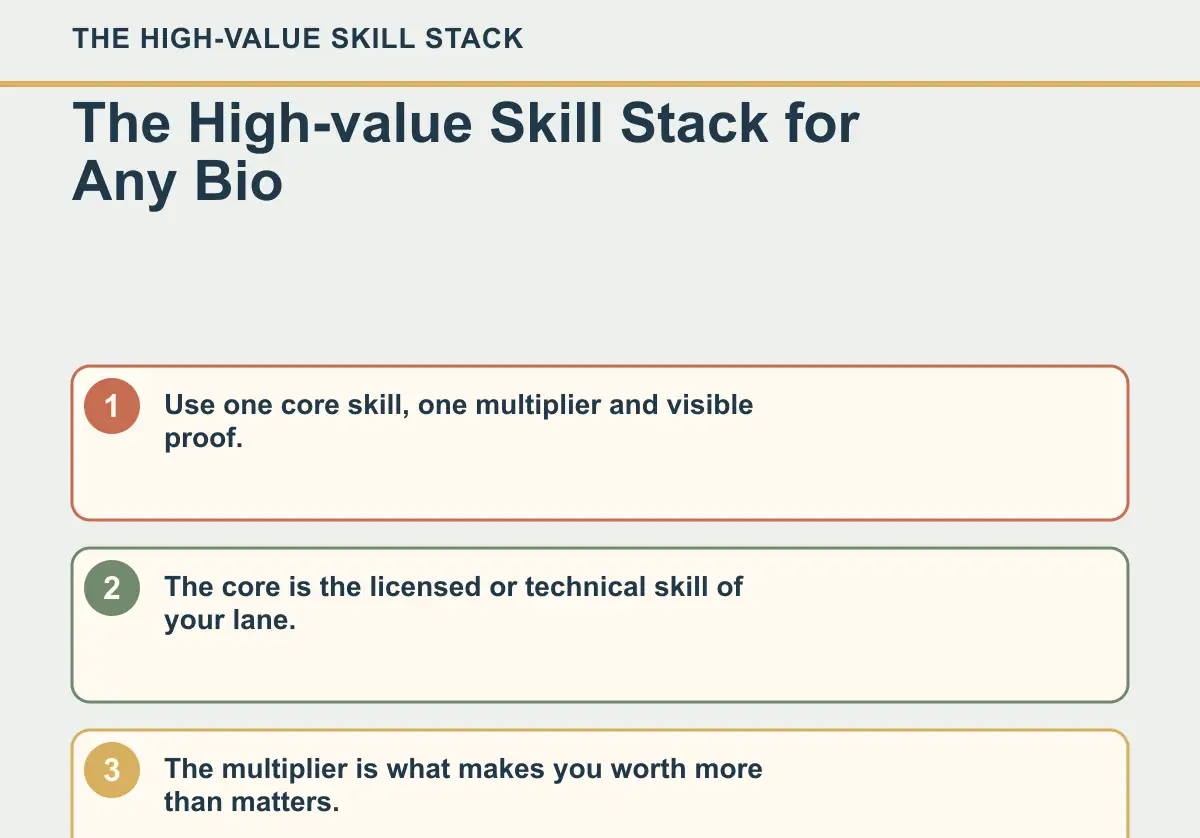 THE HIGH-VALUE SKILL STACK
The High-value Skill Stack for
Any Bio
1
Use one core skill, one multiplier and visible
proof.
2
The core is the licensed or technical skill of
your lane.
3
The multiplier is what makes you worth more
than matters.